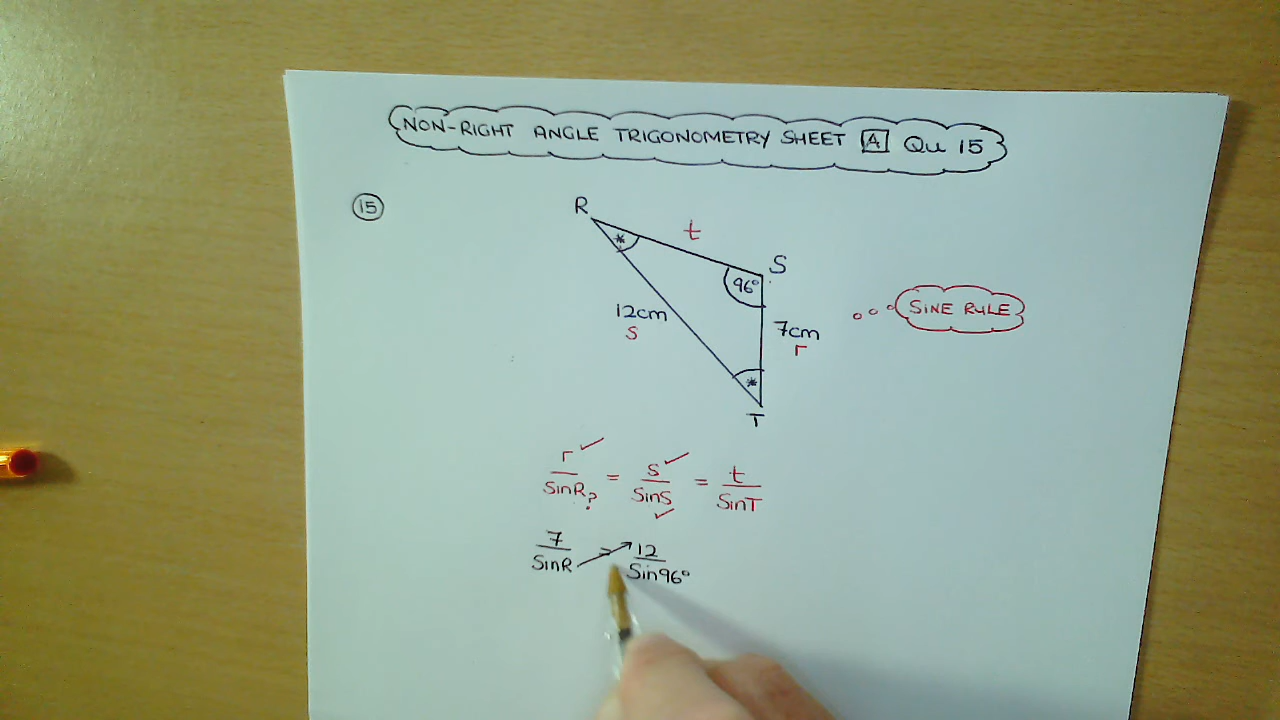 NON-RIGHT ANGLE TRIGONOMETRY SHEET A Qu 15
15
R
t
S
96°
*
12cm
s
7cm
r
SINE RULE
*
T
r ✓ / SinR ? = s ✓ / SinS ✓ = t / SinT
7 / SinR = 12 / Sin96°